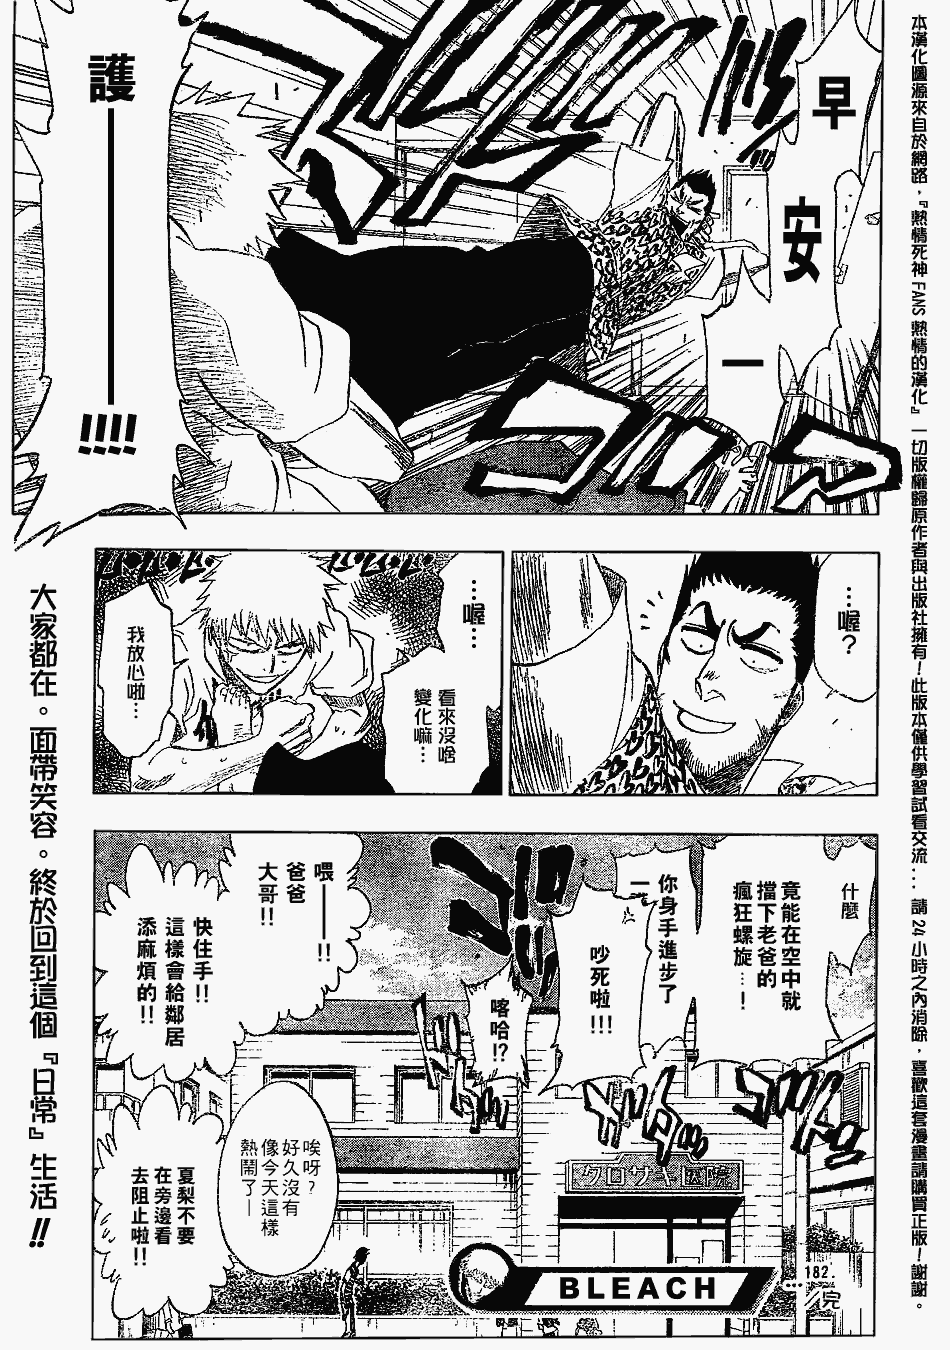 本漢化圖源來自於網路，『熱情死神 FANS 熱情的漢化』一切版權歸原作者與出版社擁有！此版本僅供學習試看交流... 請 24 小時之內消除，喜歡這套漫畫請購買正版！謝謝。
早
安
一
護
——
!!!!
…喔？
…喔
看來沒啥
變化嘛…
我放心啦…
什麼
竟能在空中就
擋下老爸的
瘋狂螺旋…！
你身手進步了
—
吵死啦!!!
喀哈!?
喂——!!
爸爸
大哥!!
快住手!!
這樣會給鄰居
添麻煩的!!
唉呀?
好久沒有
像今天這樣
熱鬧了—
夏梨不要
在旁邊看
去阻止啦!!
クロサキ医院
BLEACH
182.
…／完
大家都在。面帶笑容。終於回到這個『日常』生活!!